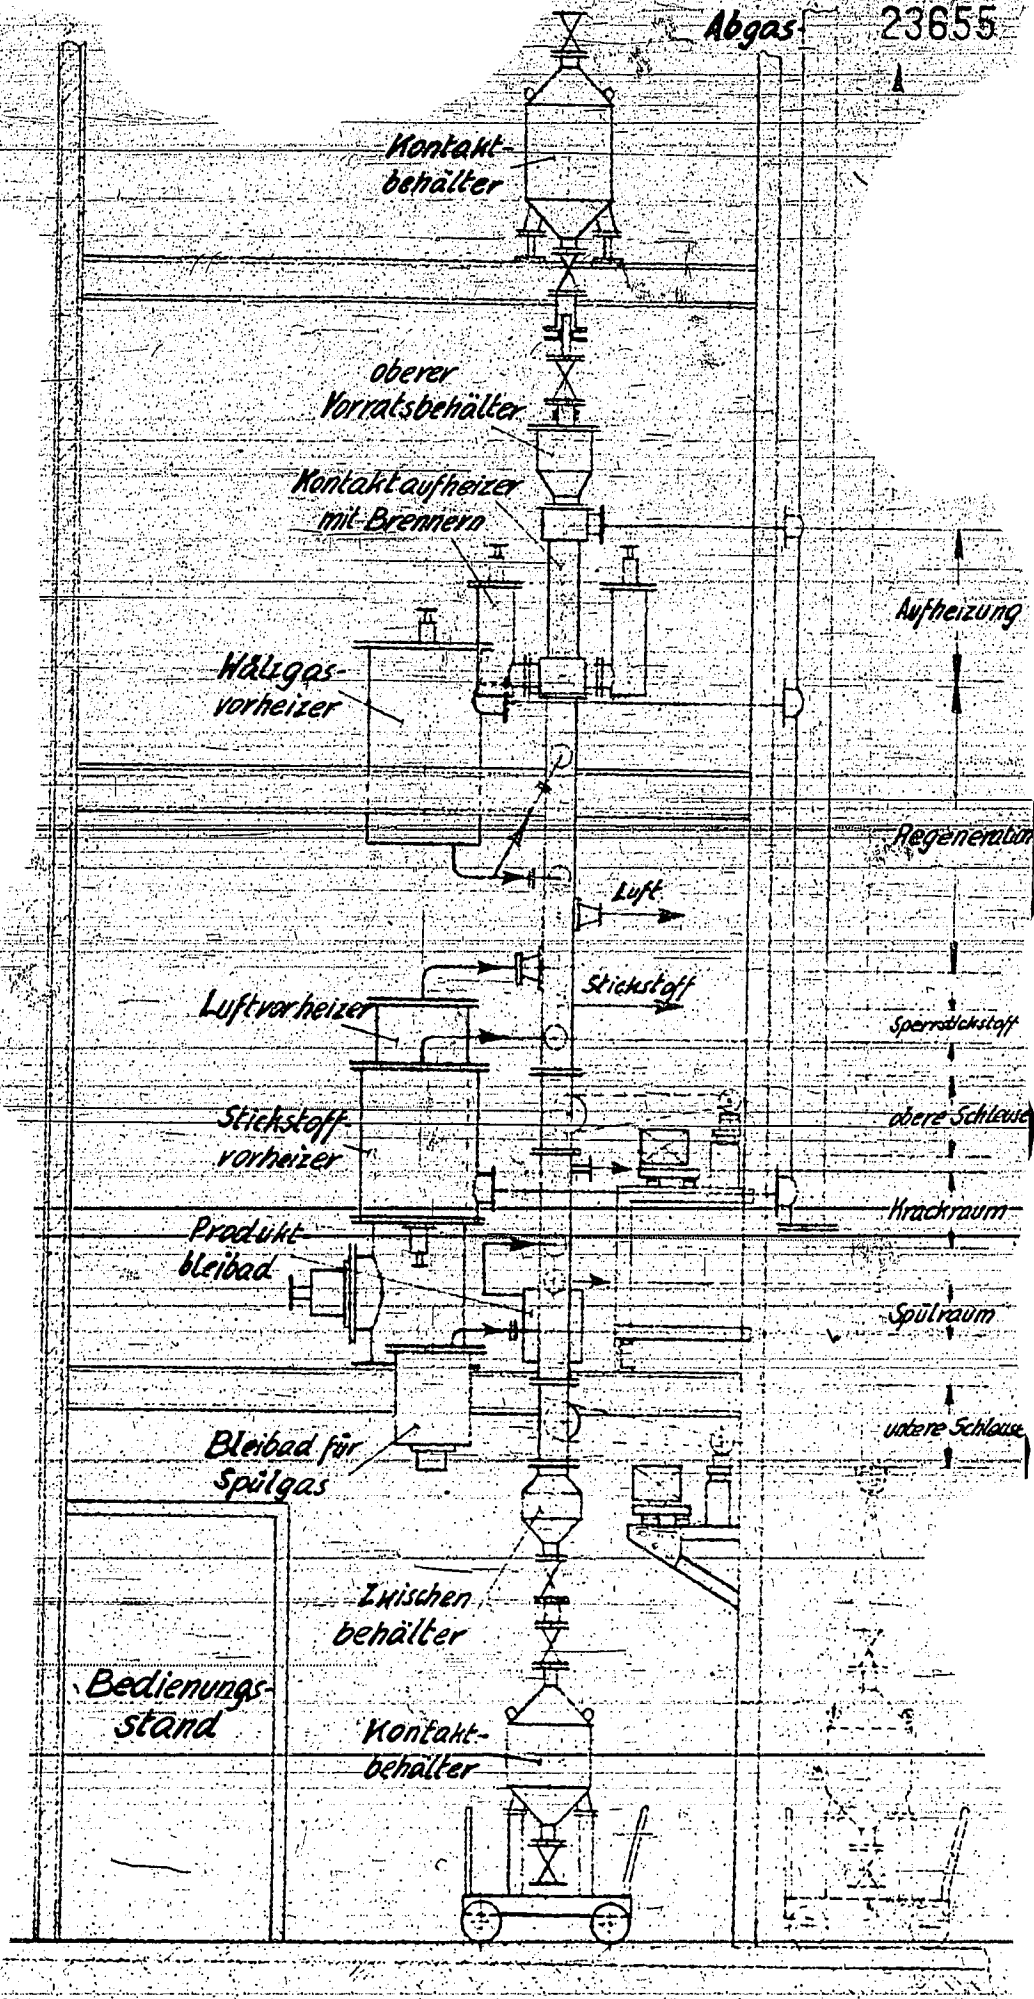 Abgas 23655
Kontakt-
behälter
oberer
Vorratsbehälter
Kontaktaufheizer
mit Brennern
Aufheizung
Wälzgas-
vorheizer
Regeneration
Luft
Stickstoff
Luftvorheizer
Sperrstickstoff
Stickstoff-
vorheizer
obere Schleuse
Krackraum
Produkt-
bleibad
Spülraum
untere Schleuse
Bleibad für
Spülgas
Zwischen
behälter
Bedienungs-
stand
Kontakt-
behälter